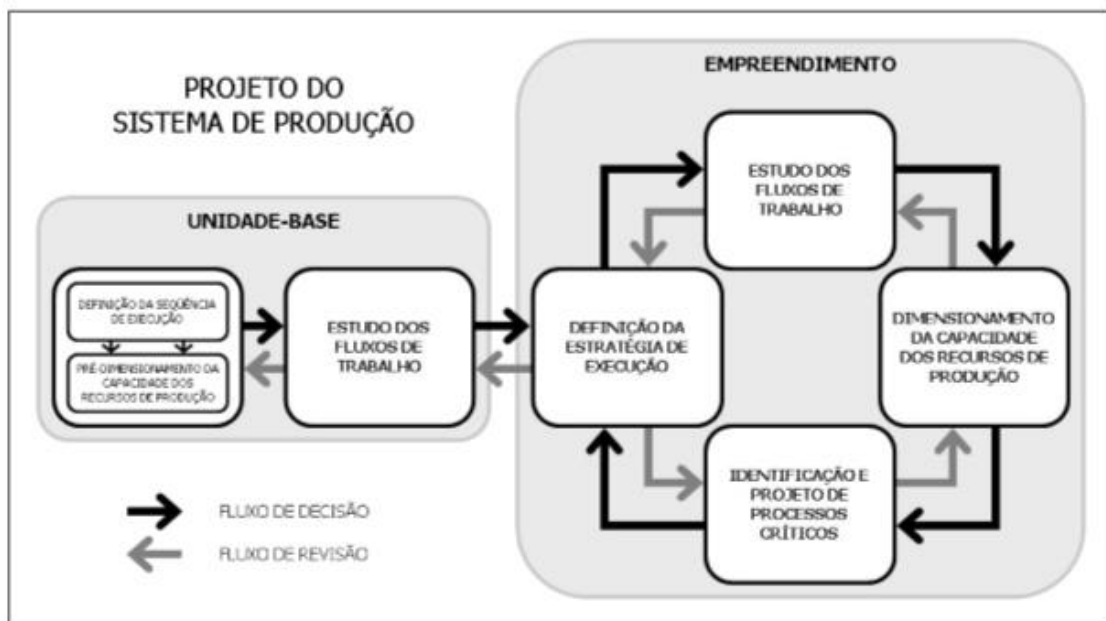 PROJETO DO
SISTEMA DE PRODUÇÃO
UNIDADE-BASE
DEFINIÇÃO DA SEQÜÊNCIA
DE EXECUÇÃO
PRÉ-DIMENSIONAMENTO DA
CAPACIDADE DOS
RECURSOS DE PRODUÇÃO
ESTUDO DOS
FLUXOS DE
TRABALHO
EMPREENDIMENTO
ESTUDO DOS
FLUXOS DE
TRABALHO
DEFINIÇÃO DA
ESTRATÉGIA DE
EXECUÇÃO
DIMENSIONAMENTO
DA CAPACIDADE
DOS RECURSOS DE
PRODUÇÃO
IDENTIFICAÇÃO E
PROJETO DE
PROCESSOS
CRÍTICOS
FLUXO DE DECISÃO
FLUXO DE REVISÃO